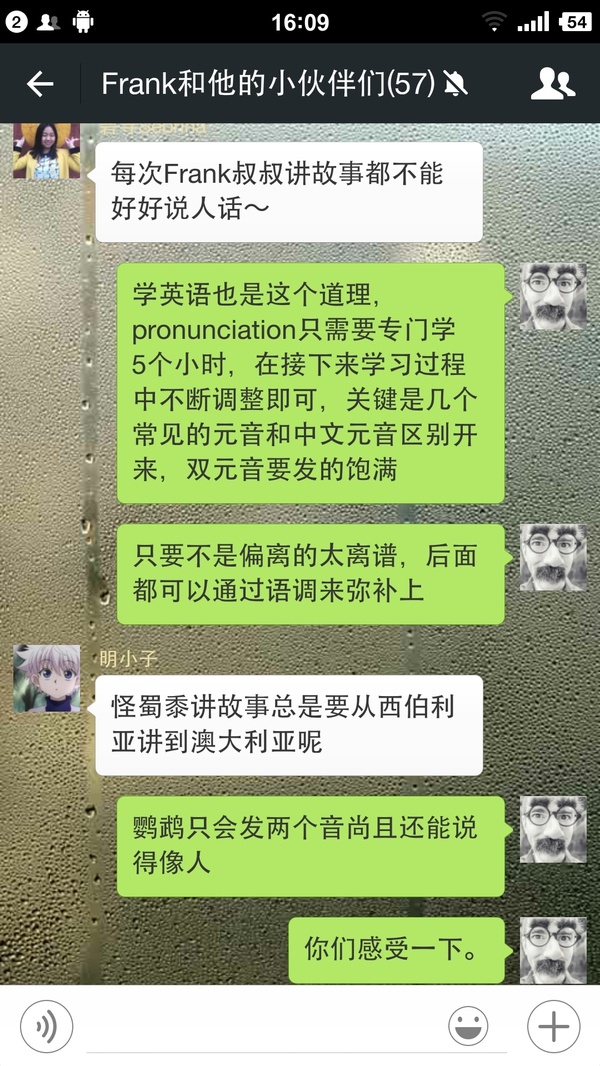 2
16:09
54
Frank和他的小伙伴们(57)
每次Frank叔叔讲故事都不能
好好说人话～
学英语也是这个道理，
pronunciation只需要专门学
5个小时，在接下来学习过程
中不断调整即可，关键是几个
常见的元音和中文元音区别开
来，双元音要发的饱满
只要不是偏离的太离谱，后面
都可以通过语调来弥补上
明小子
怪蜀黍讲故事总是要从西伯利
亚讲到澳大利亚呢
鹦鹉只会发两个音尚且还能说
得像人
你们感受一下。